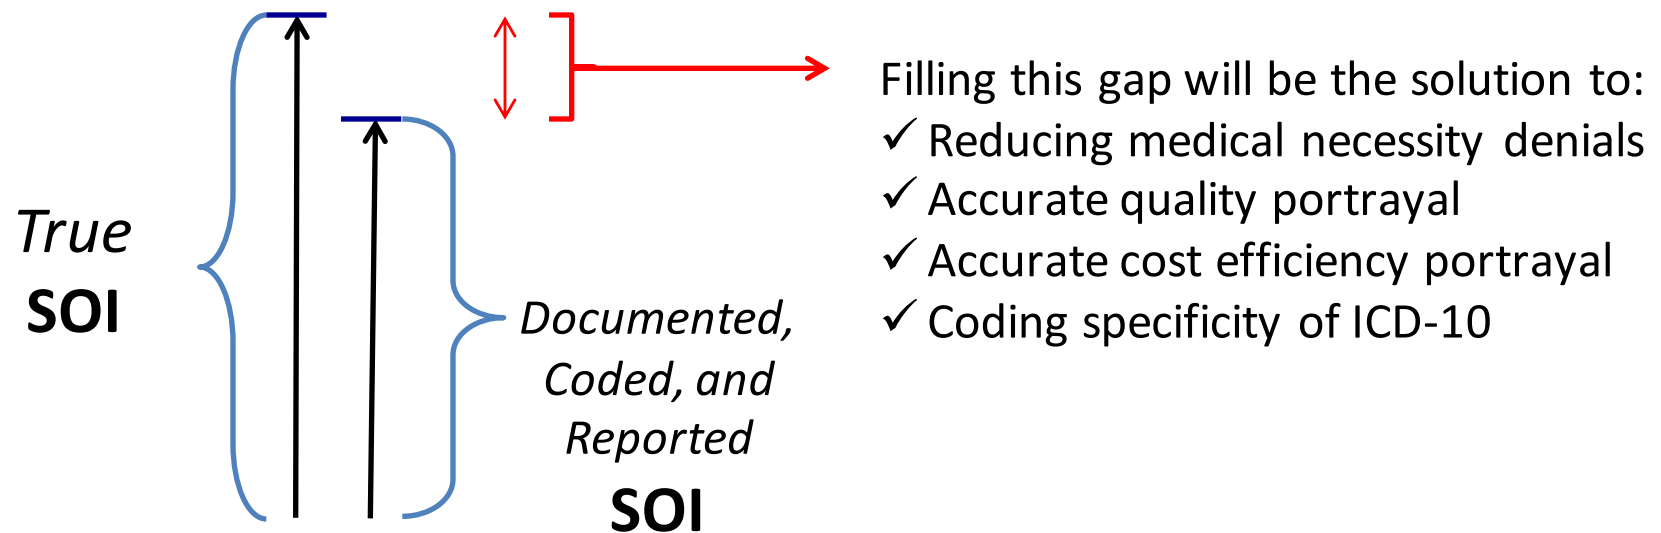 True
SOI
Documented,
Coded, and
Reported
SOI
Filling this gap will be the solution to:
✓ Reducing medical necessity denials
✓ Accurate quality portrayal
✓ Accurate cost efficiency portrayal
✓ Coding specificity of ICD-10